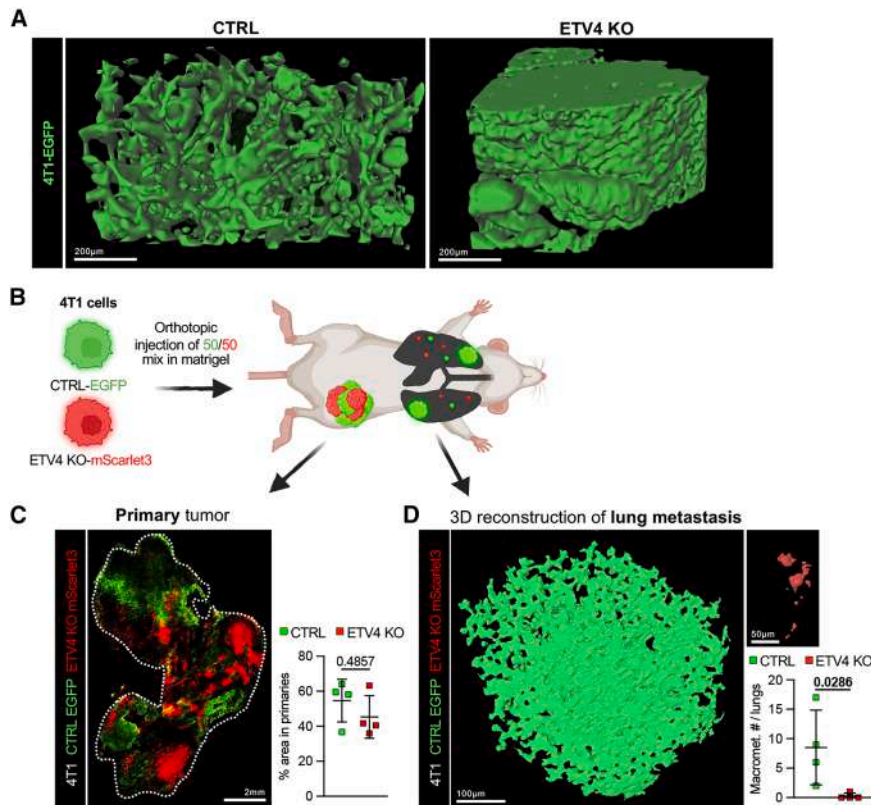 A
CTRL
ETV4 KO
4T1-EGFP
200µm
200µm
B
4T1 cells
CTRL-EGFP
ETV4 KO-mScarlet3
Orthotopic
injection of 50/50
mix in matrigel
C
Primary tumor
4T1 CTRL EGFP ETV4 KO mScarlet3
2mm
CTRL ETV4 KO
0.4857
% area in primaries
80
60
40
20
0
D
3D reconstruction of lung metastasis
4T1 CTRL EGFP ETV4 KO mScarlet3
100µm
50µm
CTRL ETV4 KO
0.0286
Macromet. # / lungs
20
15
10
5
0